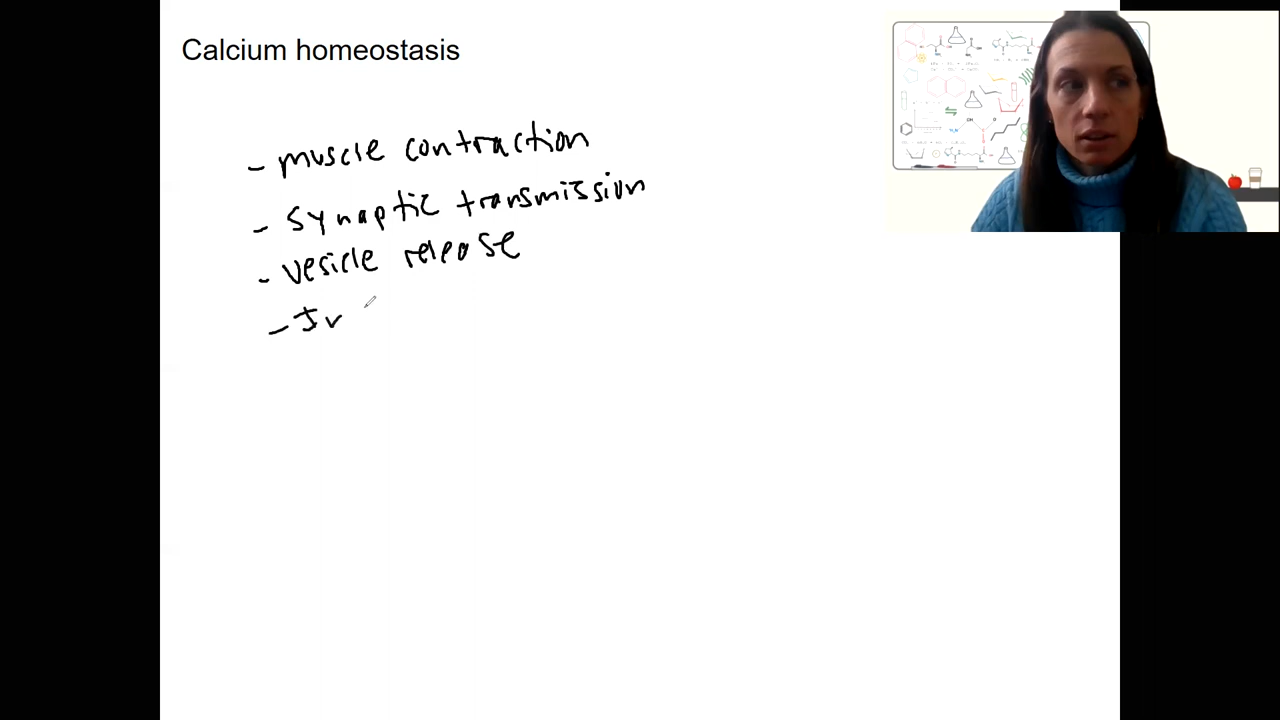 Calcium homeostasis
- muscle contraction
- synaptic transmission
- vesicle release